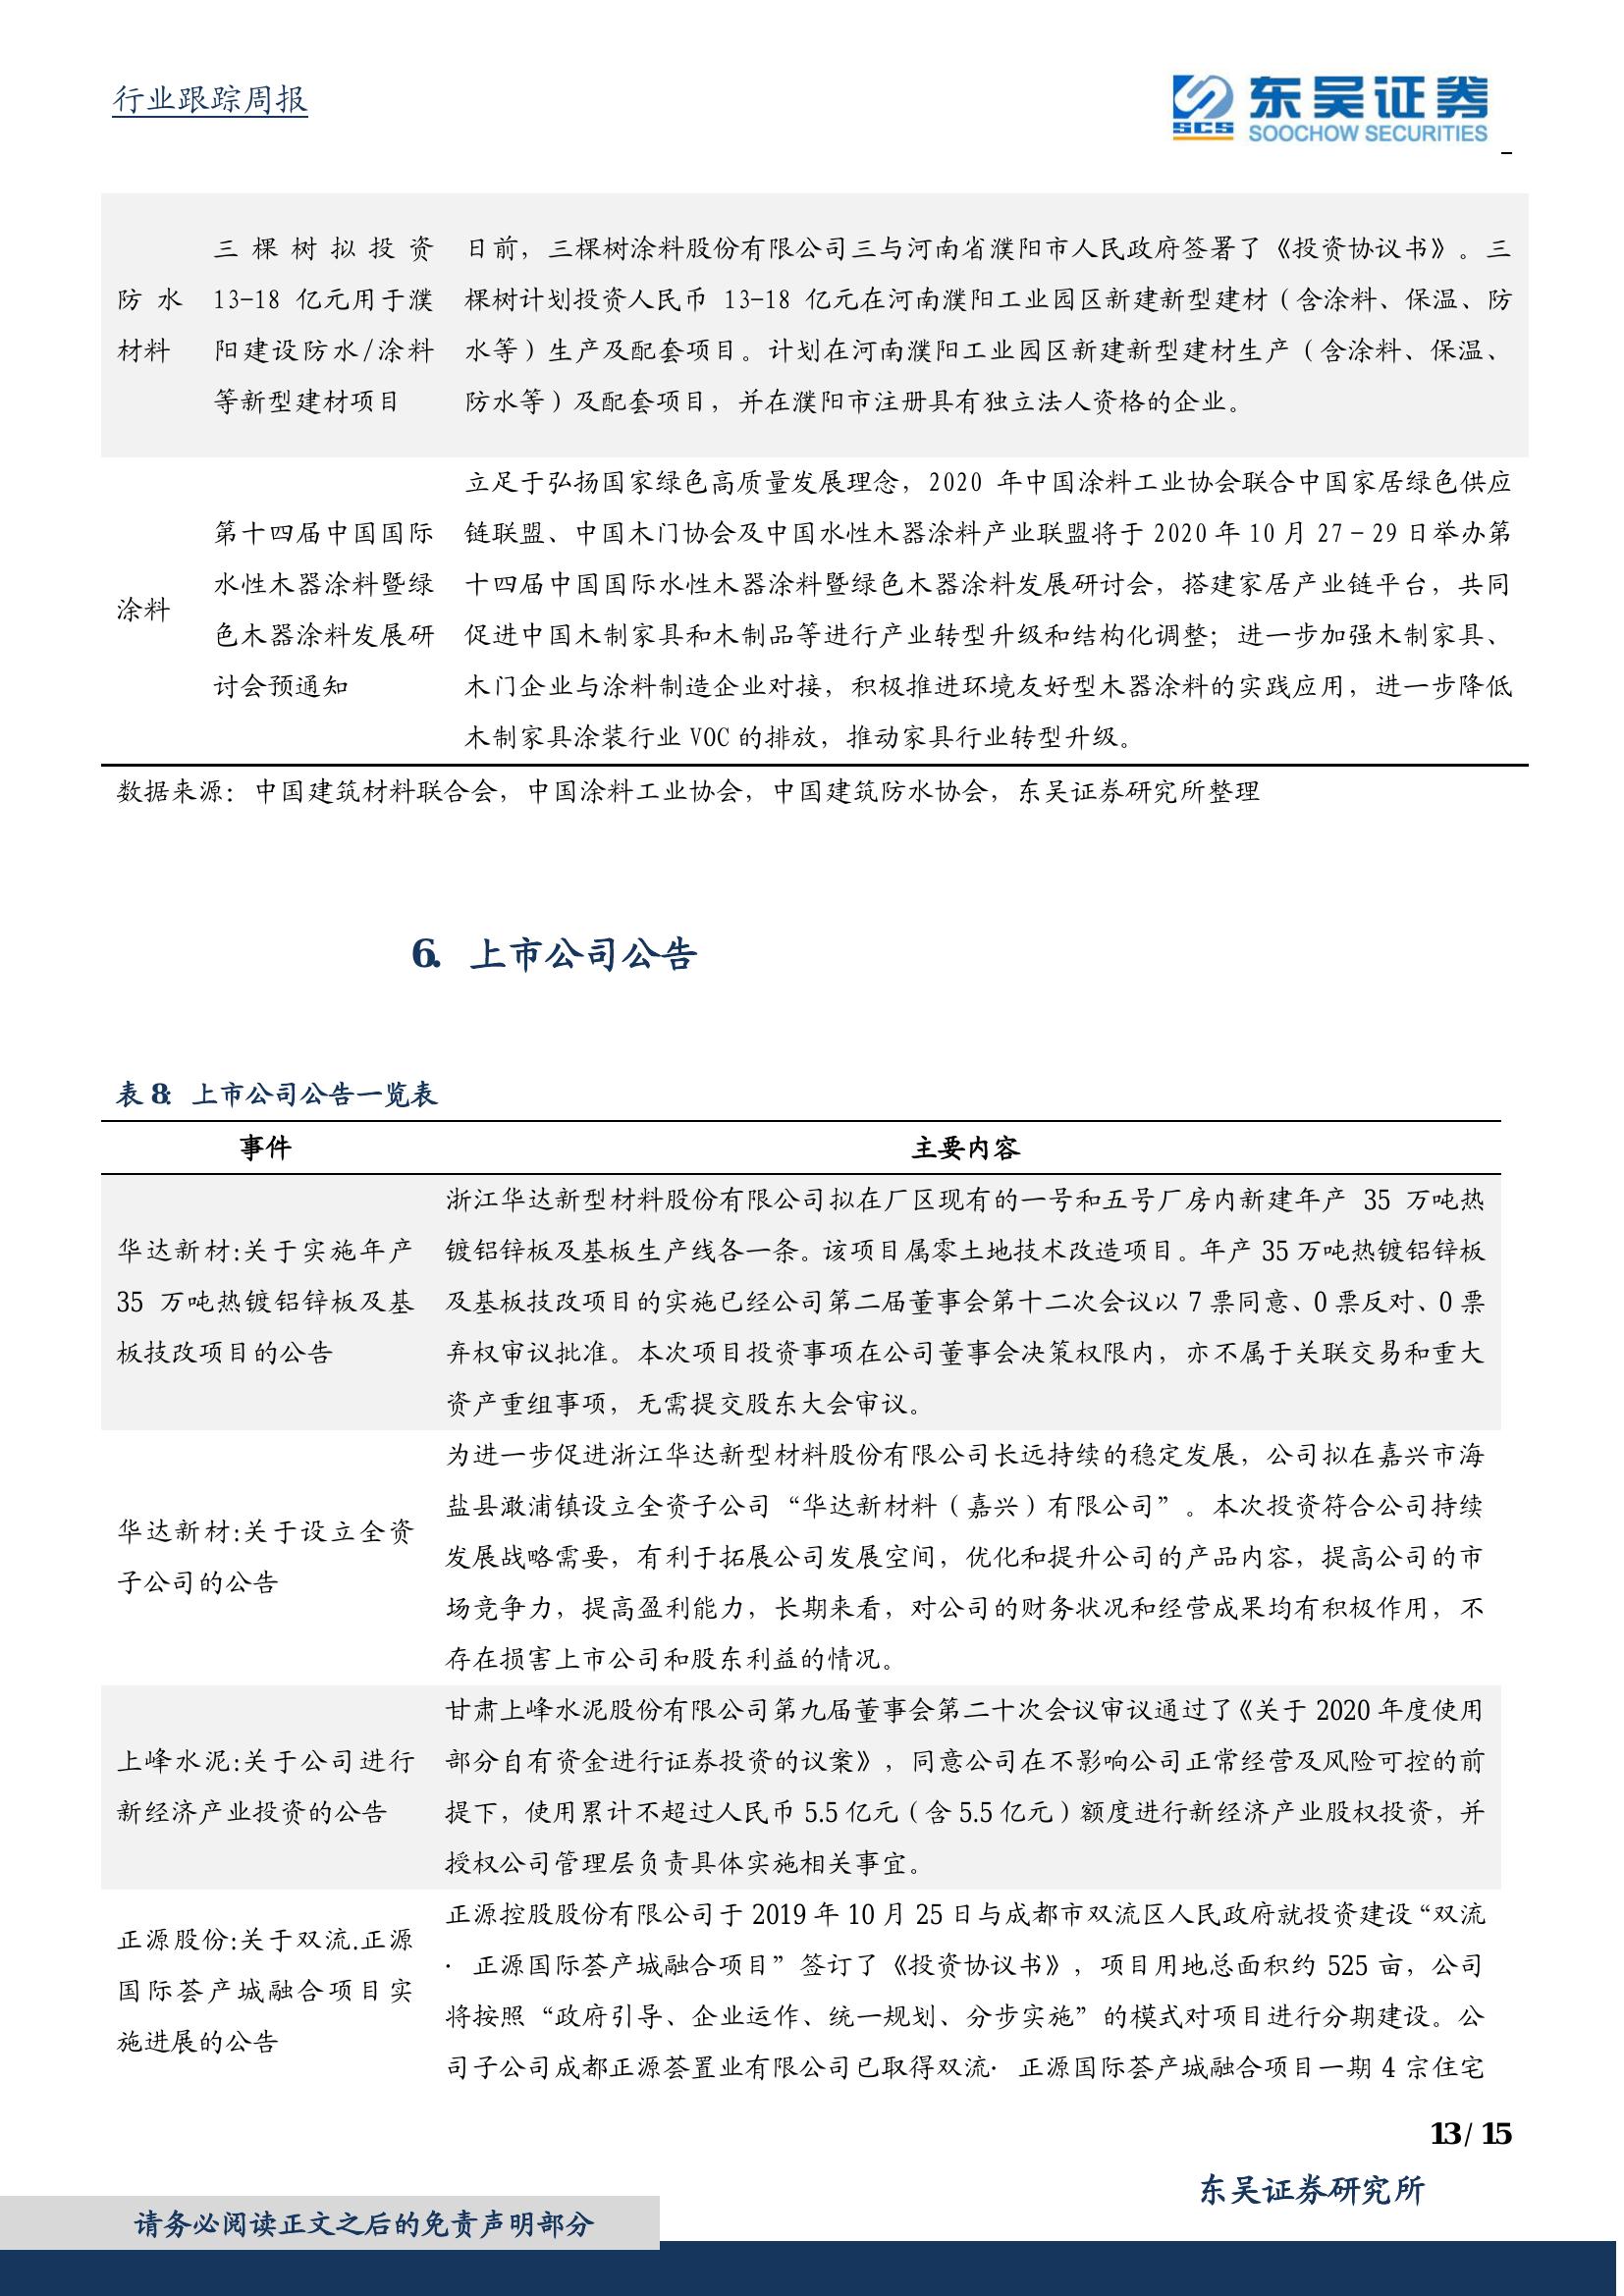 行业跟踪周报
东吴证券
SCS
SOOCHOW SECURITIES
防水
材料
三棵树拟投资
13-18 亿元用于濮
阳建设防水/涂料
等新型建材项目
日前，三棵树涂料股份有限公司三与河南省濮阳市人民政府签署了《投资协议书》。三
棵树计划投资人民币 13-18 亿元在河南濮阳工业园区新建新型建材（含涂料、保温、防
水等）生产及配套项目。计划在河南濮阳工业园区新建新型建材生产（含涂料、保温、
防水等）及配套项目，并在濮阳市注册具有独立法人资格的企业。
涂料
第十四届中国国际
水性木器涂料暨绿
色木器涂料发展研
讨会预通知
立足于弘扬国家绿色高质量发展理念，2020 年中国涂料工业协会联合中国家居绿色供应
链联盟、中国木门协会及中国水性木器涂料产业联盟将于 2020 年 10 月 27－29 日举办第
十四届中国国际水性木器涂料暨绿色木器涂料发展研讨会，搭建家居产业链平台，共同
促进中国木制家具和木制品等进行产业转型升级和结构化调整；进一步加强木制家具、
木门企业与涂料制造企业对接，积极推进环境友好型木器涂料的实践应用，进一步降低
木制家具涂装行业 VOC 的排放，推动家具行业转型升级。
数据来源：中国建筑材料联合会，中国涂料工业协会，中国建筑防水协会，东吴证券研究所整理
6. 上市公司公告
表 8：上市公司公告一览表
事件
主要内容
华达新材:关于实施年产
35 万吨热镀铝锌板及基
板技改项目的公告
浙江华达新型材料股份有限公司拟在厂区现有的一号和五号厂房内新建年产 35 万吨热
镀铝锌板及基板生产线各一条。该项目属零土地技术改造项目。年产 35 万吨热镀铝锌板
及基板技改项目的实施已经公司第二届董事会第十二次会议以 7 票同意、0 票反对、0 票
弃权审议批准。本次项目投资事项在公司董事会决策权限内，亦不属于关联交易和重大
资产重组事项，无需提交股东大会审议。
华达新材:关于设立全资
子公司的公告
为进一步促进浙江华达新型材料股份有限公司长远持续的稳定发展，公司拟在嘉兴市海
盐县澉浦镇设立全资子公司“华达新材料（嘉兴）有限公司”。本次投资符合公司持续
发展战略需要，有利于拓展公司发展空间，优化和提升公司的产品内容，提高公司的市
场竞争力，提高盈利能力，长期来看，对公司的财务状况和经营成果均有积极作用，不
存在损害上市公司和股东利益的情况。
上峰水泥:关于公司进行
新经济产业投资的公告
甘肃上峰水泥股份有限公司第九届董事会第二十次会议审议通过了《关于 2020 年度使用
部分自有资金进行证券投资的议案》，同意公司在不影响公司正常经营及风险可控的前
提下，使用累计不超过人民币 5.5 亿元（含 5.5 亿元）额度进行新经济产业股权投资，并
授权公司管理层负责具体实施相关事宜。
正源股份:关于双流.正源
国际荟产城融合项目实
施进展的公告
正源控股股份有限公司于 2019 年 10 月 25 日与成都市双流区人民政府就投资建设“双流
· 正源国际荟产城融合项目”签订了《投资协议书》，项目用地总面积约 525 亩，公司
将按照“政府引导、企业运作、统一规划、分步实施”的模式对项目进行分期建设。公
司子公司成都正源荟置业有限公司已取得双流· 正源国际荟产城融合项目一期 4 宗住宅
13 / 15
东吴证券研究所
请务必阅读正文之后的免责声明部分